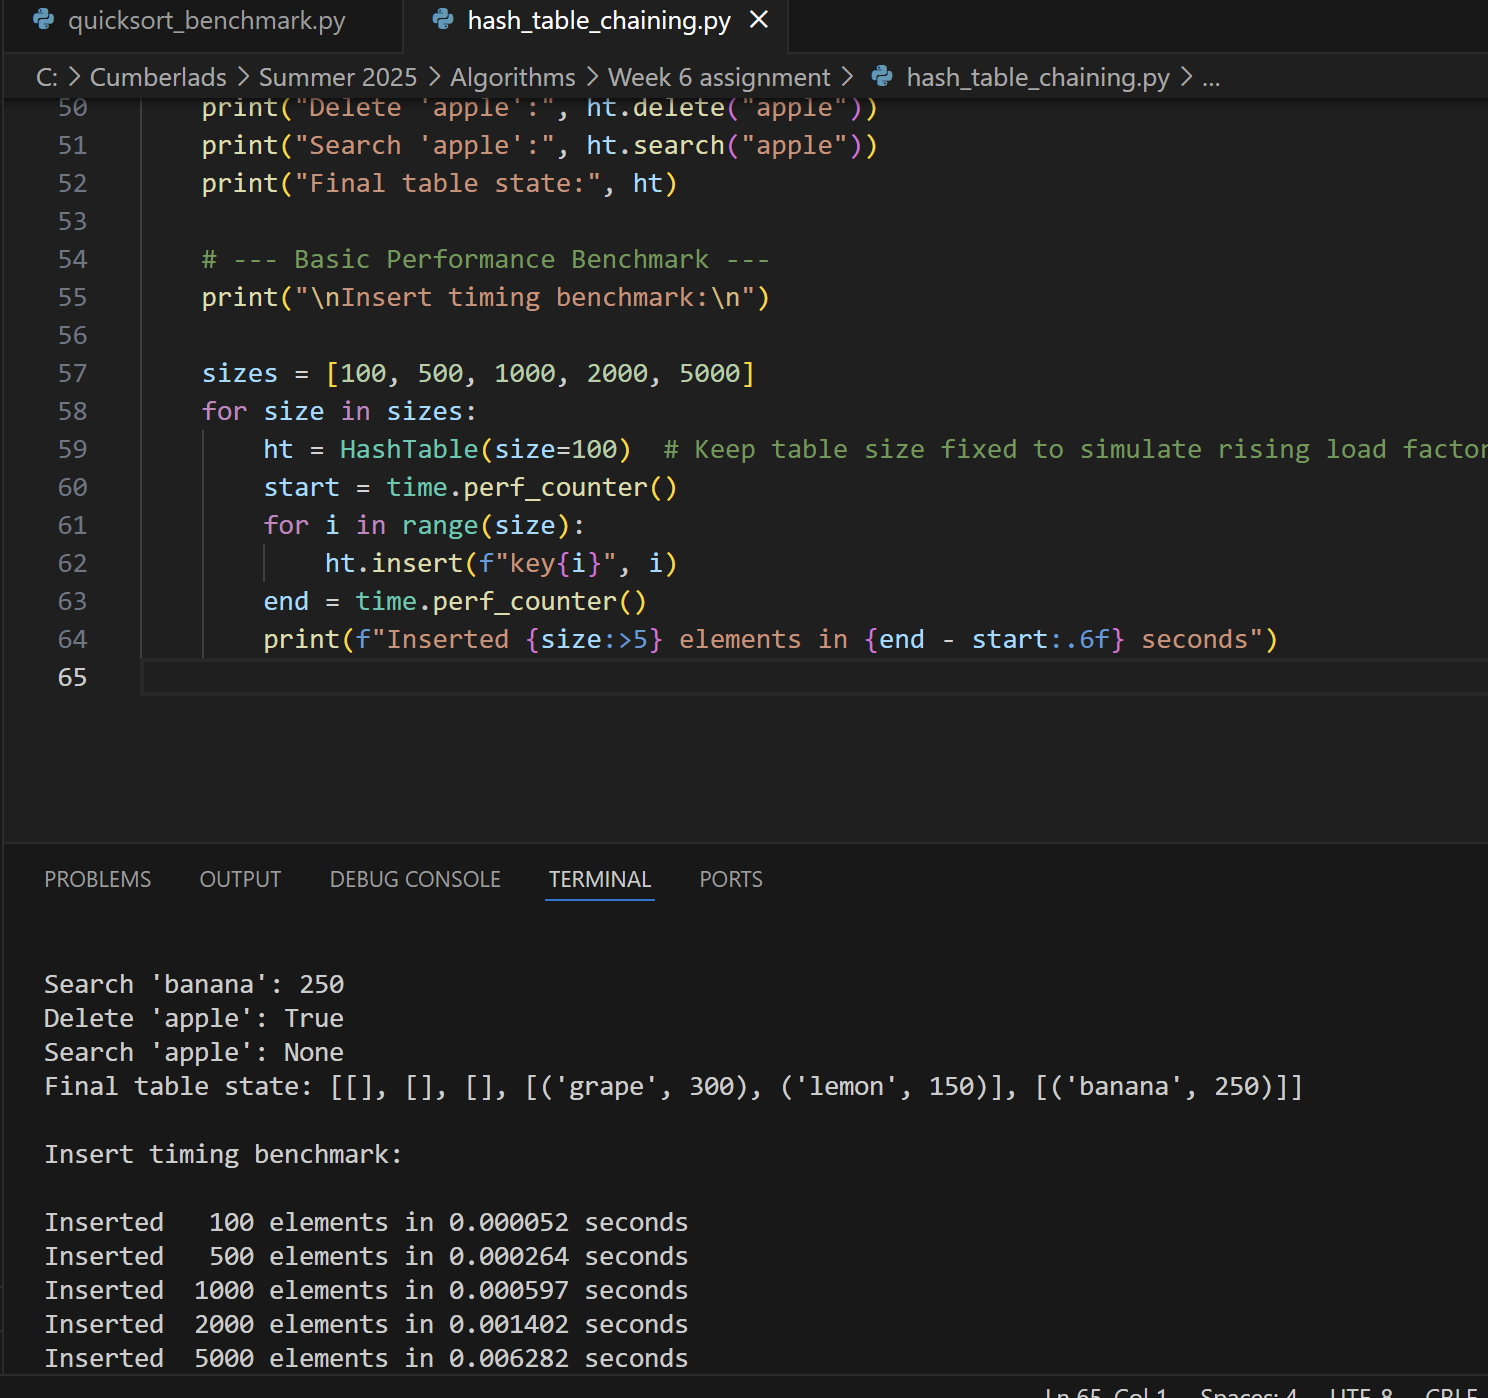 quicksort_benchmark.py hash_table_chaining.py ×
C: > Cumberlads > Summer 2025 > Algorithms > Week 6 assignment > hash_table_chaining.py > ...
50 print("Delete 'apple':", ht.delete("apple"))
51 print("Search 'apple':", ht.search("apple"))
52 print("Final table state:", ht)
53
54 # --- Basic Performance Benchmark ---
55 print("\nInsert timing benchmark:\n")
56
57 sizes = [100, 500, 1000, 2000, 5000]
58 for size in sizes:
59 ht = HashTable(size=100)  # Keep table size fixed to simulate rising load factor
60 start = time.perf_counter()
61 for i in range(size):
62 ht.insert(f"key{i}", i)
63 end = time.perf_counter()
64 print(f"Inserted {size:>5} elements in {end - start:.6f} seconds")
65
PROBLEMS OUTPUT DEBUG CONSOLE TERMINAL PORTS
Search 'banana': 250
Delete 'apple': True
Search 'apple': None
Final table state: [[], [], [], [('grape', 300), ('lemon', 150)], [('banana', 250)]]
Insert timing benchmark:
Inserted   100 elements in 0.000052 seconds
Inserted   500 elements in 0.000264 seconds
Inserted  1000 elements in 0.000597 seconds
Inserted  2000 elements in 0.001402 seconds
Inserted  5000 elements in 0.006282 seconds
Ln 65, Col 1 Spaces: 4 UTF-8 CRLF